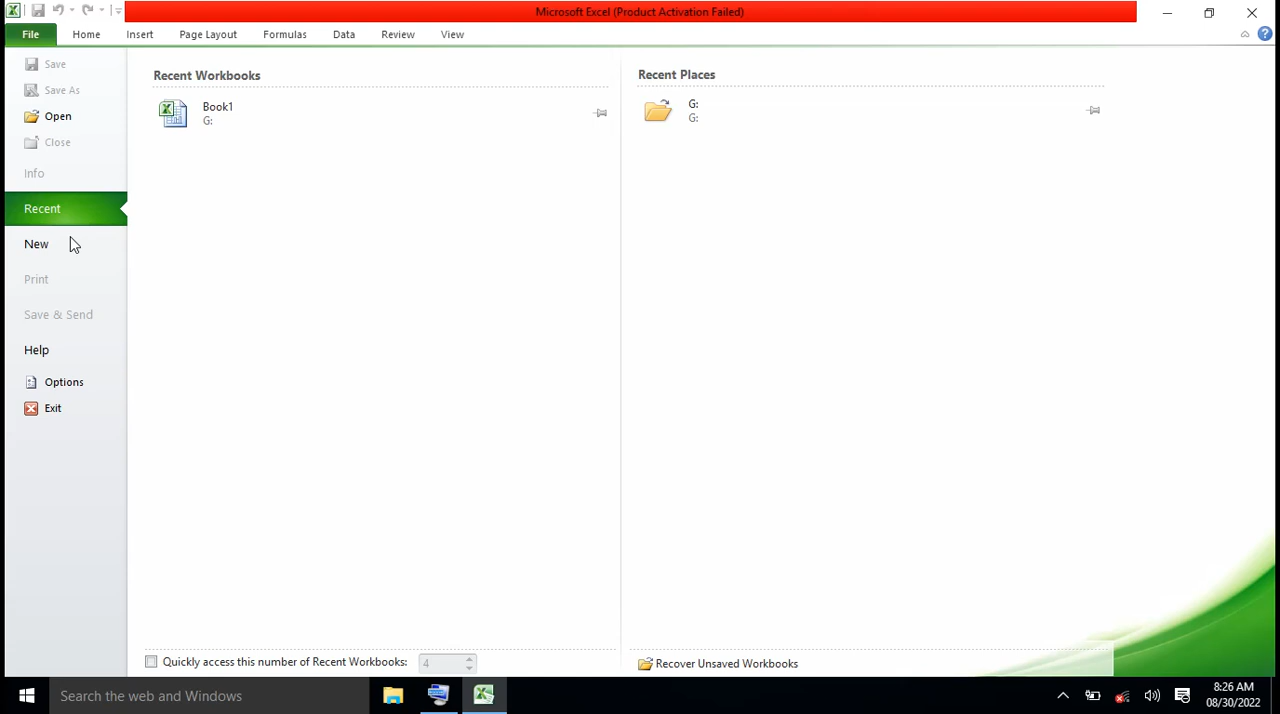 Microsoft Excel (Product Activation Failed)
File Home Insert Page Layout Formulas Data Review View
Save
Save As
Open
Close
Info
Recent
New
Print
Save & Send
Help
Options
Exit
Recent Workbooks
Book1
G:
Quickly access this number of Recent Workbooks: 4
Recent Places
G:
G:
Recover Unsaved Workbooks
Search the web and Windows
8:26 AM
08/30/2022